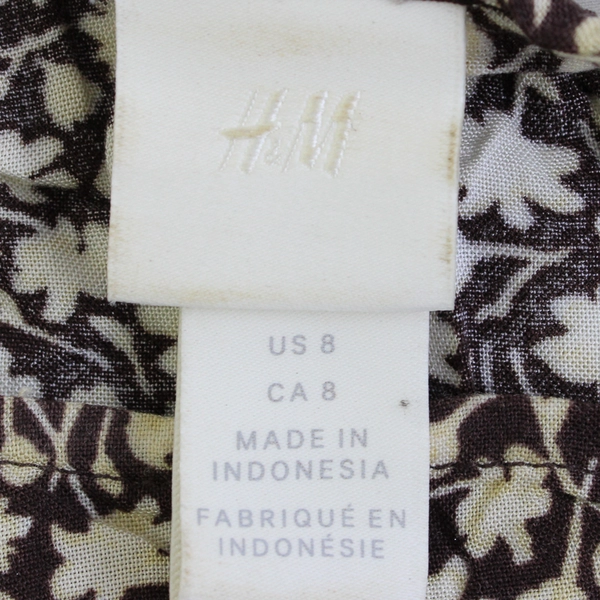 H&M
US 8
CA 8
MADE IN
INDONESIA
FABRIQUÉ EN
INDONÉSIE